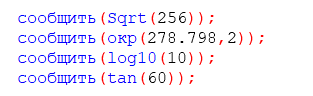 сообщить(Sqrt(256));
сообщить(окр(278.798,2));
сообщить(log10(10));
сообщить(tan(60));